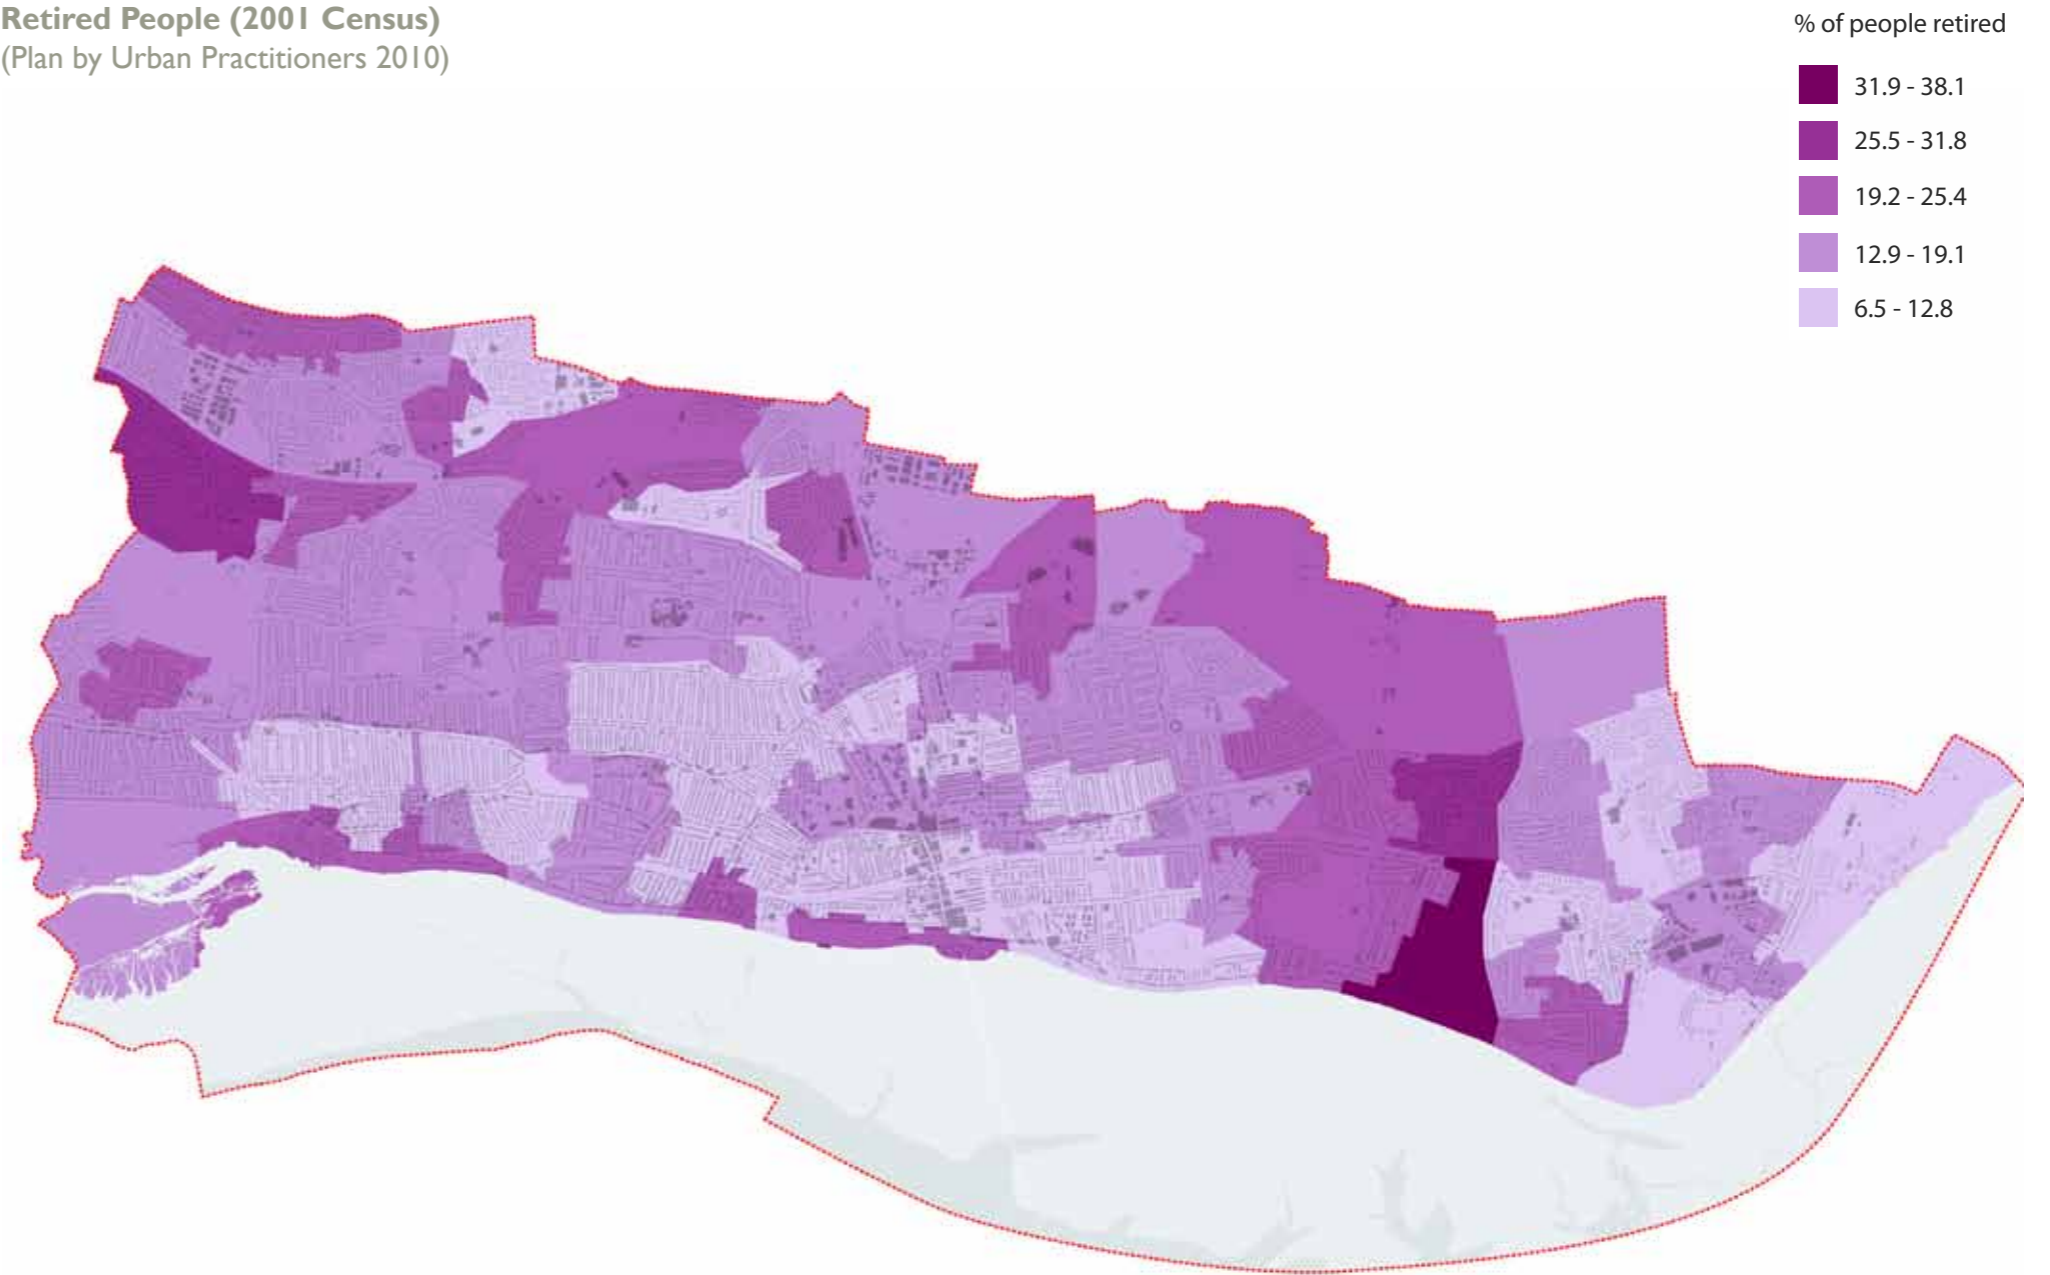 Retired People (2001 Census)
(Plan by Urban Practitioners 2010)
% of people retired
31.9 - 38.1
25.5 - 31.8
19.2 - 25.4
12.9 - 19.1
6.5 - 12.8